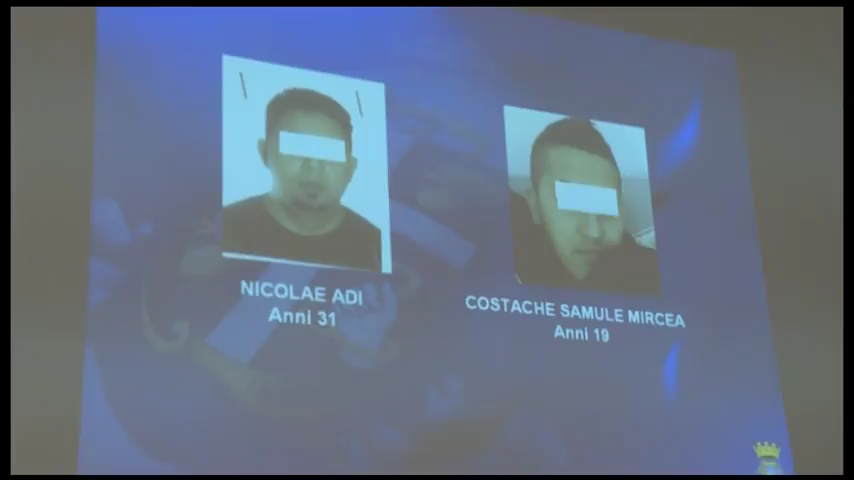 NICOLAE ADI
Anni 31
COSTACHE SAMULE MIRCEA
Anni 19